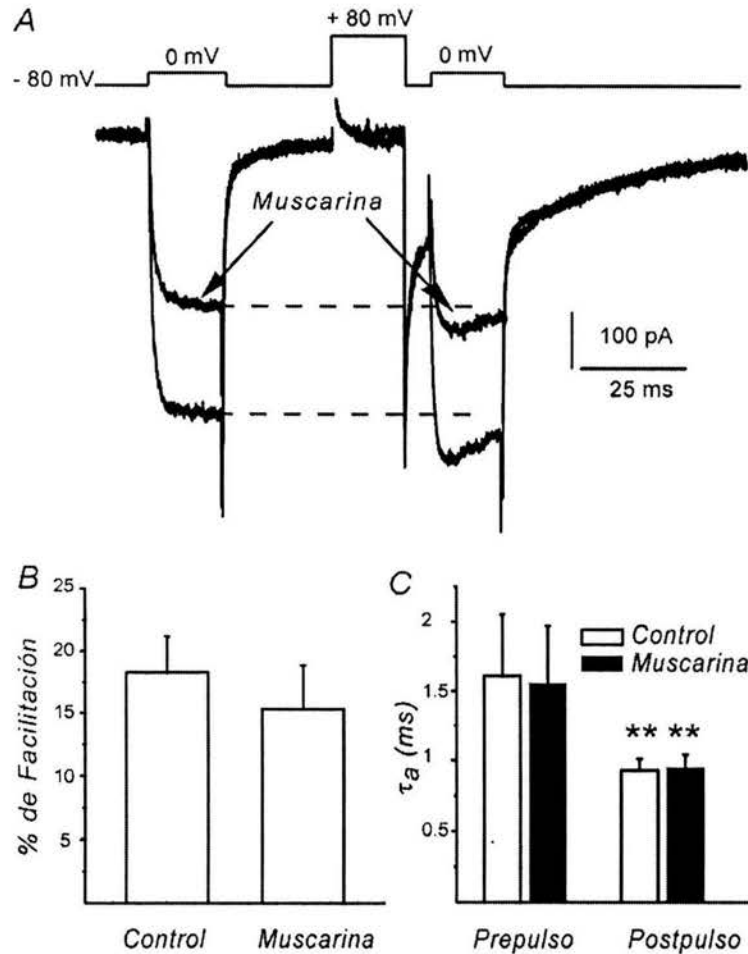 A
+ 80 mV
0 mV
0 mV
- 80 mV
Muscarina
100 pA
25 ms
B
% de Facilitación
25
20
15
10
5
Control
Muscarina
C
τa (ms)
2
1.5
1
0.5
Control
Muscarina
** **
Prepulso
Postpulso